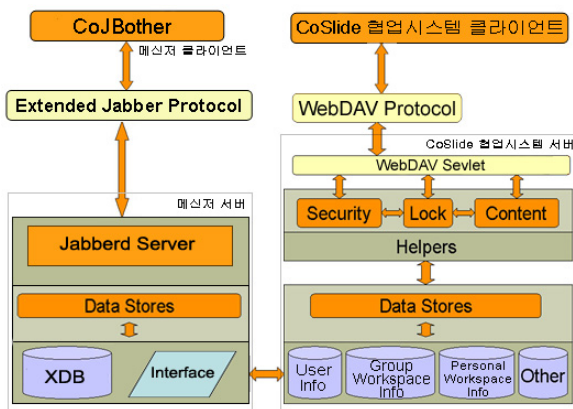 CoJBother
메신저 클라이언트
Extended Jabber Protocol
메신저 서버
Jabberd Server
Data Stores
XDB
Interface
CoSlide 협업시스템 클라이언트
WebDAV Protocol
CoSlide 협업시스템 서버
WebDAV Sevlet
Security
Lock
Content
Helpers
Data Stores
User
Info
Group
Workspace
Info
Personal
Workspace
Info
Other